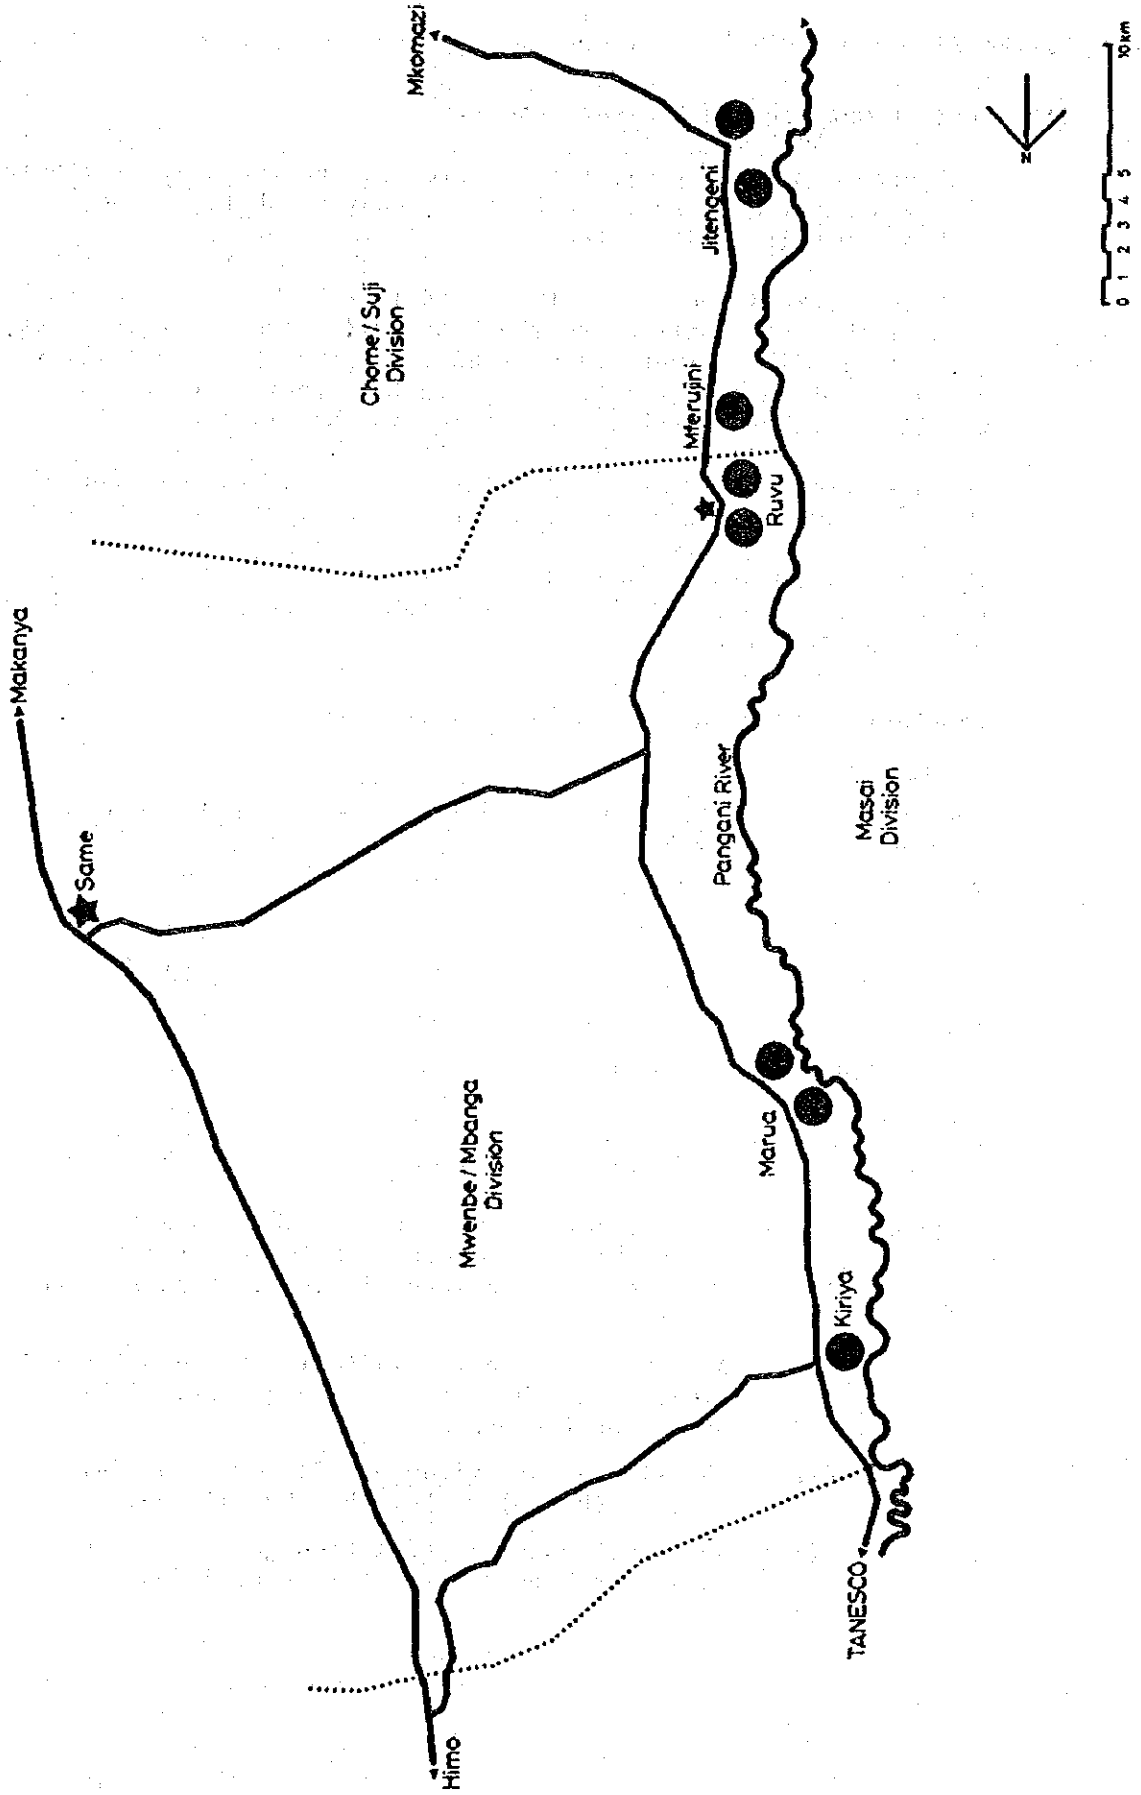 Makanya
Same
Mkomazi
Chome / Suji
Division
Jitengeni
Mferujini
Ruvu
Mwenbe / Mbanga
Division
Pangani River
Masai
Division
Marua
Kiriya
Himo
TANESCO
N
0 1 2 3 4 5 10 km